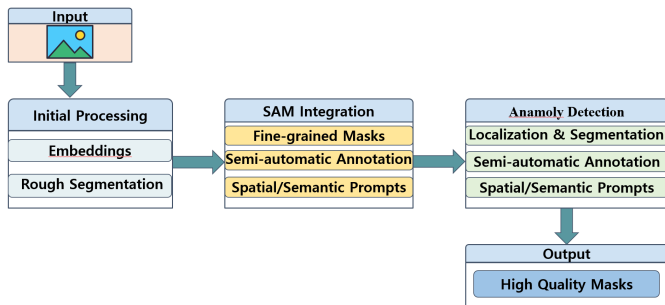 Input
Initial Processing
Embeddings
Rough Segmentation
SAM Integration
Fine-grained Masks
Semi-automatic Annotation
Spatial/Semantic Prompts
Anamoly Detection
Localization & Segmentation
Semi-automatic Annotation
Spatial/Semantic Prompts
Output
High Quality Masks